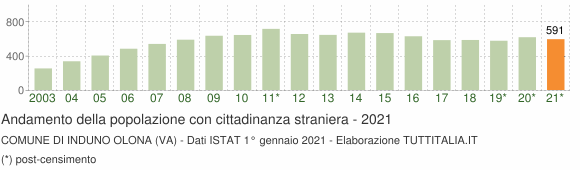 800
400
0
591
2003 04 05 06 07 08 09 10 11* 12 13 14 15 16 17 18 19* 20* 21*
Andamento della popolazione con cittadinanza straniera - 2021
COMUNE DI INDUNO OLONA (VA) - Dati ISTAT 1° gennaio 2021 - Elaborazione TUTTITALIA.IT
(*) post-censimento